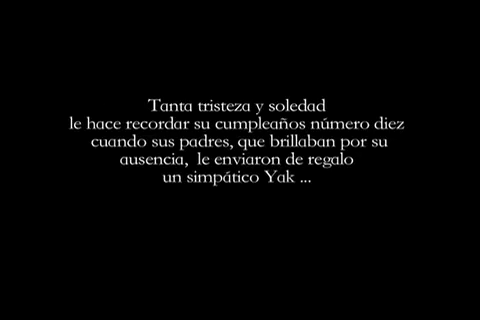 Tanta tristeza y soledad
le hace recordar su cumpleaños número diez
cuando sus padres, que brillaban por su
ausencia, le enviaron de regalo
un simpático Yak ...